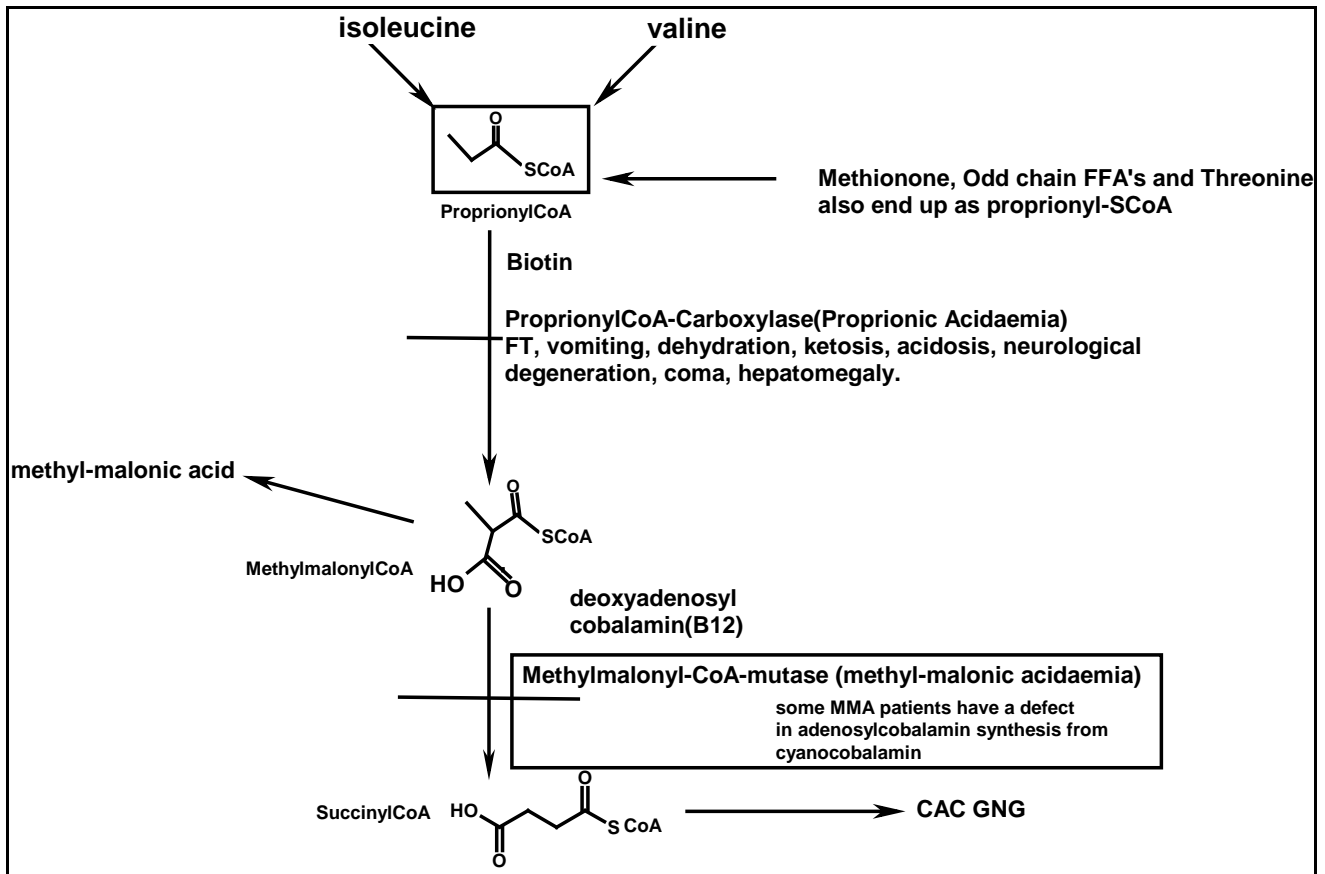 isoleucine
valine
O
SCoA
ProprionylCoA
Methionone, Odd chain FFA's and Threonine
also end up as proprionyl-SCoA
Biotin
ProprionylCoA-Carboxylase(Proprionic Acidaemia)
FT, vomiting, dehydration, ketosis, acidosis, neurological
degeneration, coma, hepatomegaly.
methyl-malonic acid
O
SCoA
MethylmalonylCoA
HO
O
deoxyadenosyl
cobalamin(B12)
Methylmalonyl-CoA-mutase (methyl-malonic acidaemia)
some MMA patients have a defect
in adenosylcobalamin synthesis from
cyanocobalamin
O
SuccinylCoA
HO
S CoA
O
CAC GNG